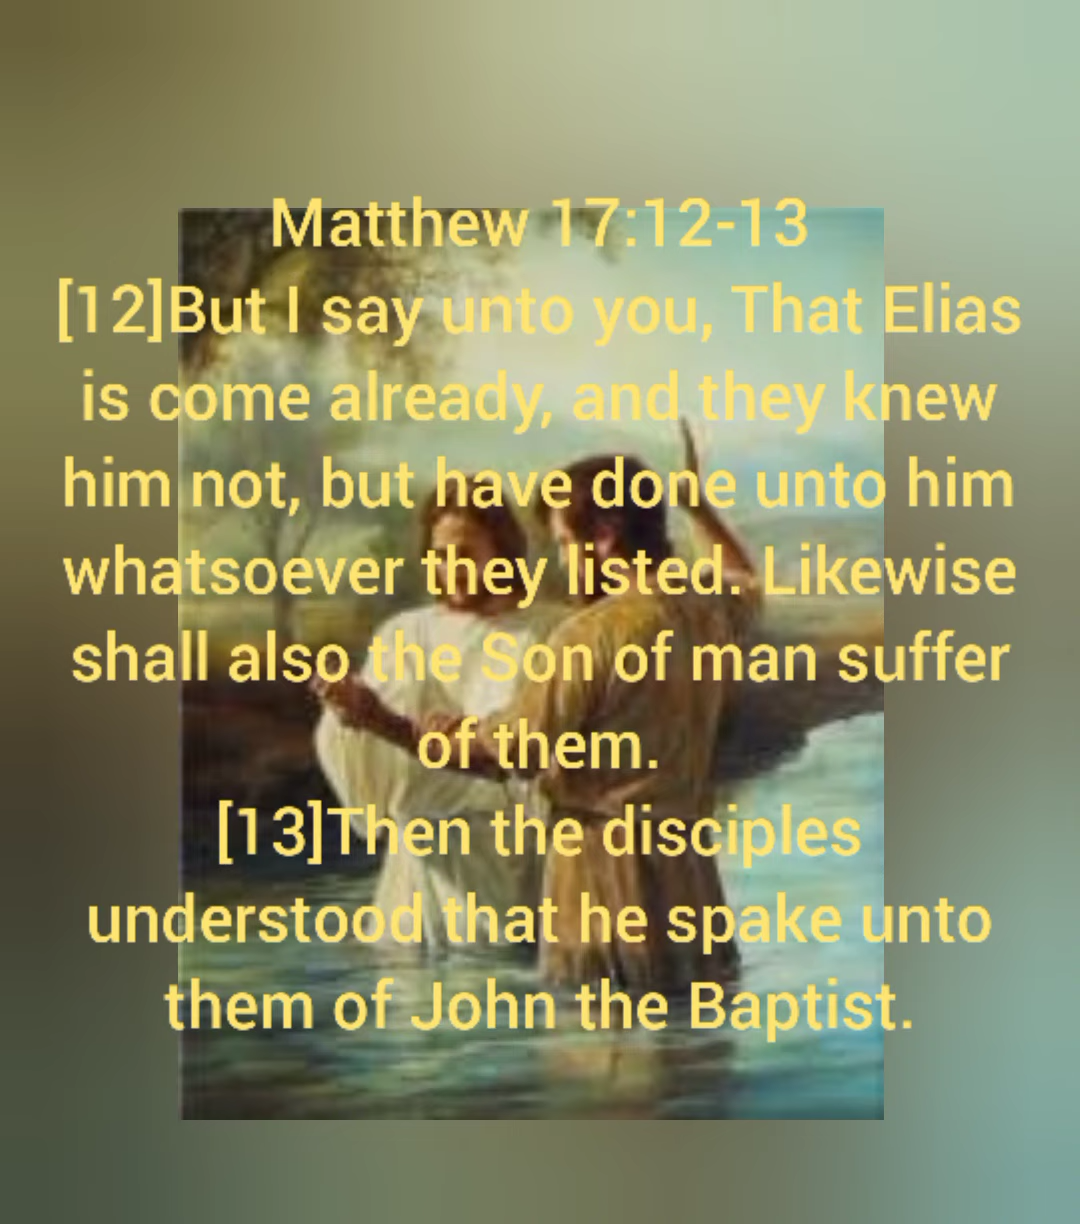 Matthew 17:12-13
[12]But I say unto you, That Elias
is come already, and they knew
him not, but have done unto him
whatsoever they listed. Likewise
shall also the Son of man suffer
of them.
[13]Then the disciples
understood that he spake unto
them of John the Baptist.